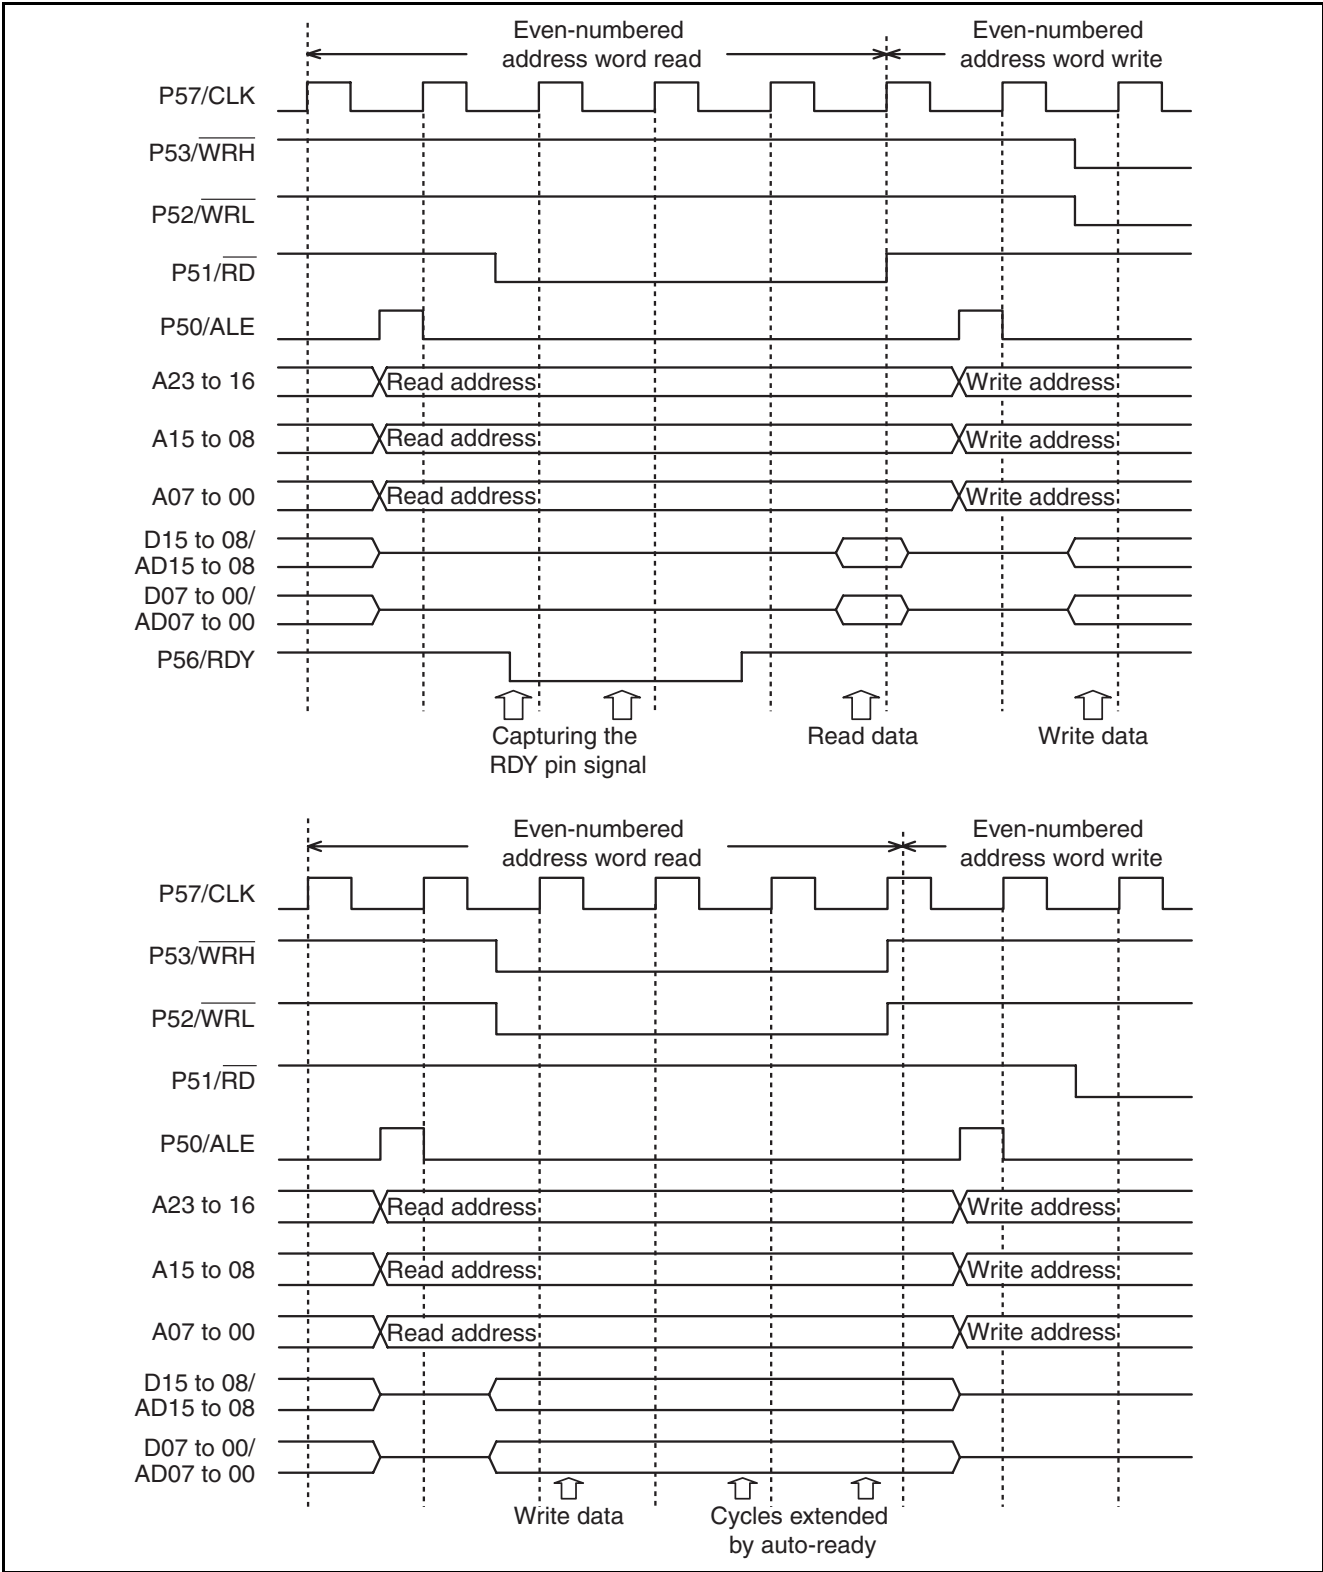 Even-numbered
address word read
Even-numbered
address word write
P57/CLK
P53/WRH
P52/WRL
P51/RD
P50/ALE
A23 to 16
Read address
Write address
A15 to 08
Read address
Write address
A07 to 00
Read address
Write address
D15 to 08/
AD15 to 08
D07 to 00/
AD07 to 00
P56/RDY
Capturing the
RDY pin signal
Read data
Write data
Even-numbered
address word read
Even-numbered
address word write
P57/CLK
P53/WRH
P52/WRL
P51/RD
P50/ALE
A23 to 16
Read address
Write address
A15 to 08
Read address
Write address
A07 to 00
Read address
Write address
D15 to 08/
AD15 to 08
D07 to 00/
AD07 to 00
Write data
Cycles extended
by auto-ready